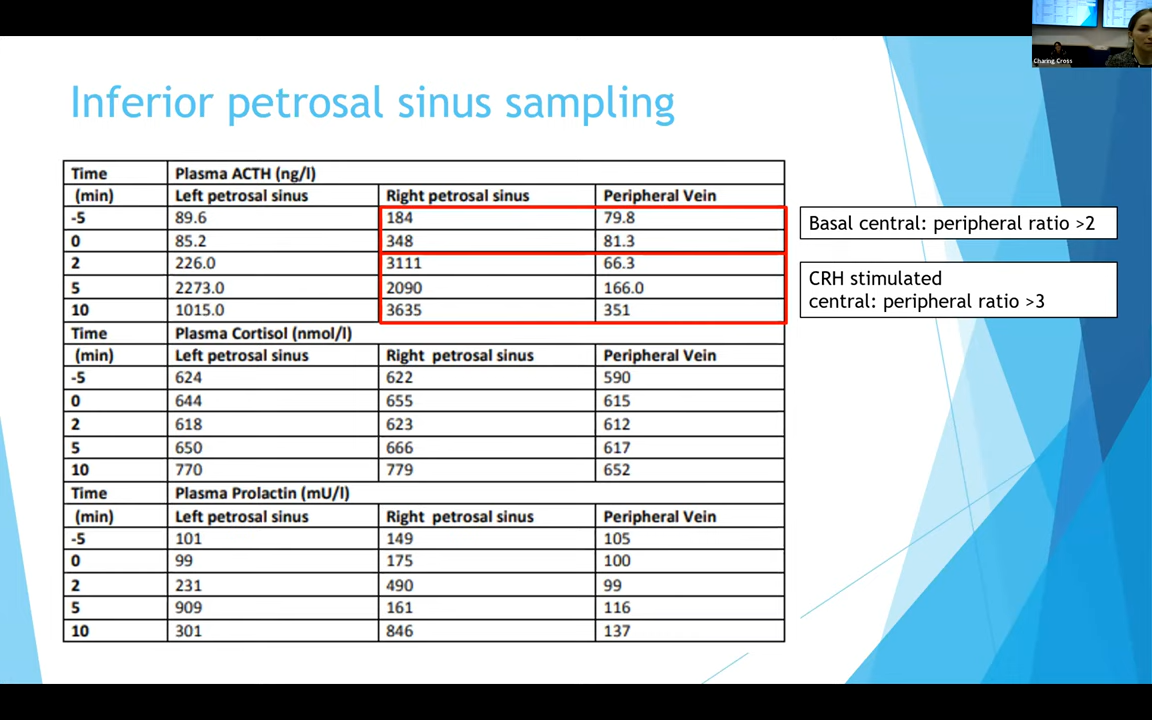 Charing Cross
Inferior petrosal sinus sampling
Time Plasma ACTH (ng/l)
(min) Left petrosal sinus Right petrosal sinus Peripheral Vein
-5 89.6 184 79.8
0 85.2 348 81.3
2 226.0 3111 66.3
5 2273.0 2090 166.0
10 1015.0 3635 351
Time Plasma Cortisol (nmol/l)
(min) Left petrosal sinus Right petrosal sinus Peripheral Vein
-5 624 622 590
0 644 655 615
2 618 623 612
5 650 666 617
10 770 779 652
Time Plasma Prolactin (mU/l)
(min) Left petrosal sinus Right petrosal sinus Peripheral Vein
-5 101 149 105
0 99 175 100
2 231 490 99
5 909 161 116
10 301 846 137
Basal central: peripheral ratio >2
CRH stimulated
central: peripheral ratio >3